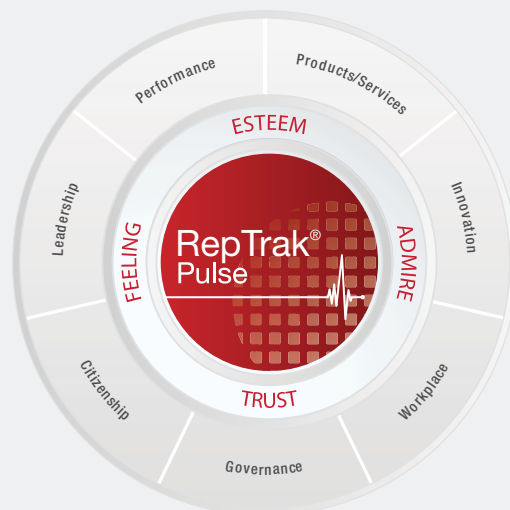 Performance
Products/Services
Innovation
Workplace
Governance
Citizenship
Leadership
ESTEEM
ADMIRE
TRUST
FEELING
RepTrak®
Pulse